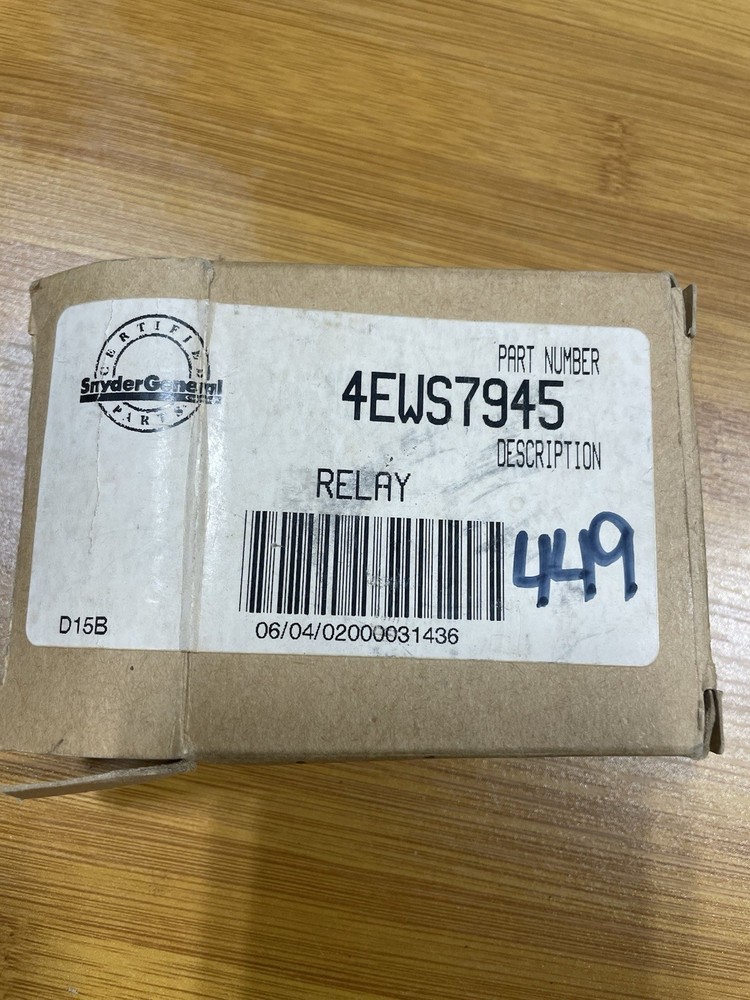 CERTIFIED
SnyderGeneral
PARTS
PART NUMBER
4EWS7945
DESCRIPTION
RELAY
449
D15B
06/04/02000031436